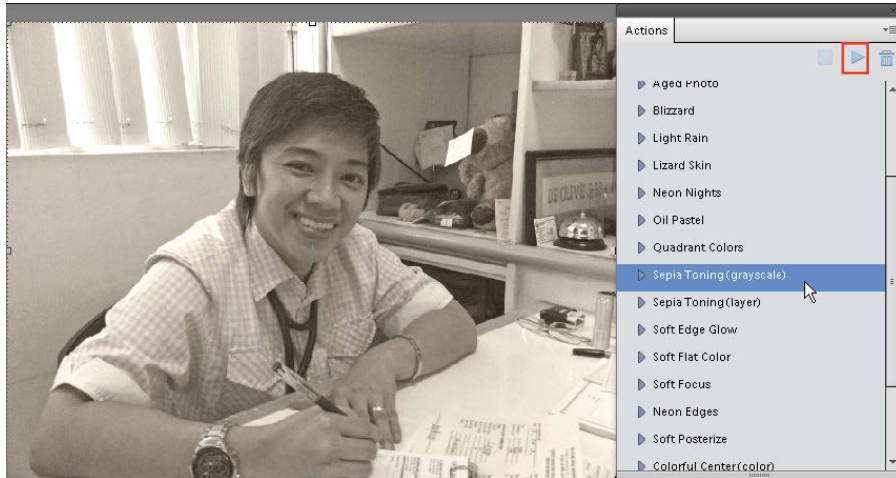 Actions
Aged Photo
Blizzard
Light Rain
Lizard Skin
Neon Nights
Oil Pastel
Quadrant Colors
Sepia Toning(grayscale)
Sepia Toning(layer)
Soft Edge Glow
Soft Flat Color
Soft Focus
Neon Edges
Soft Posterize
Colorful Center(color)